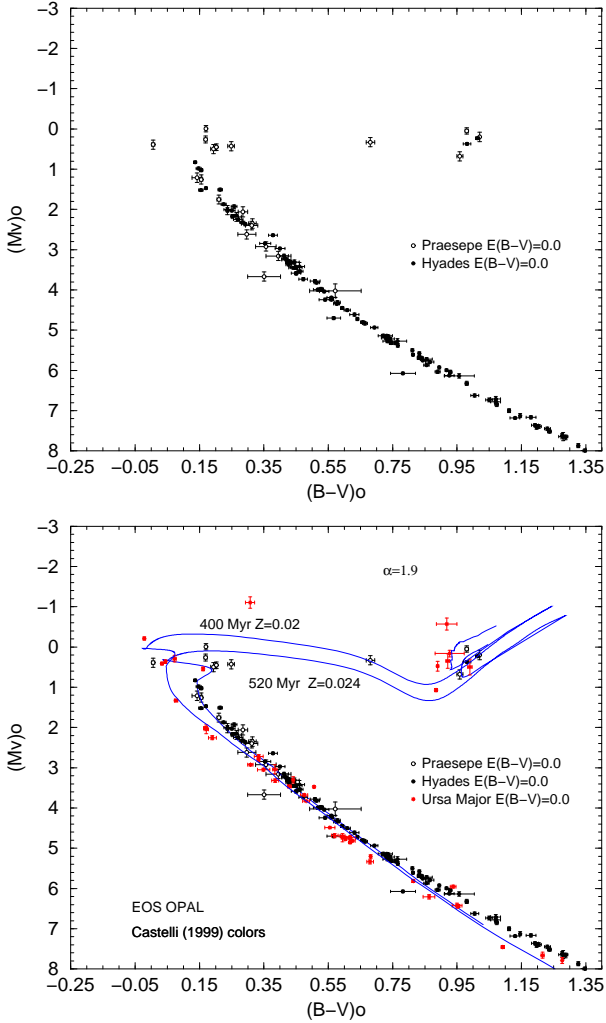 −3
−2
−1
0
1
2
3
4
5
6
7
8
(Mv)o
Praesepe E(B−V)=0.0
Hyades E(B−V)=0.0
−0.25 −0.05 0.15 0.35 0.55 0.75 0.95 1.15 1.35
(B−V)o
−3
−2
−1
0
1
2
3
4
5
6
7
8
(Mv)o
α=1.9
400 Myr Z=0.02
520 Myr Z=0.024
Praesepe E(B−V)=0.0
Hyades E(B−V)=0.0
Ursa Major E(B−V)=0.0
EOS OPAL
Castelli (1999) colors
−0.25 −0.05 0.15 0.35 0.55 0.75 0.95 1.15 1.35
(B−V)o